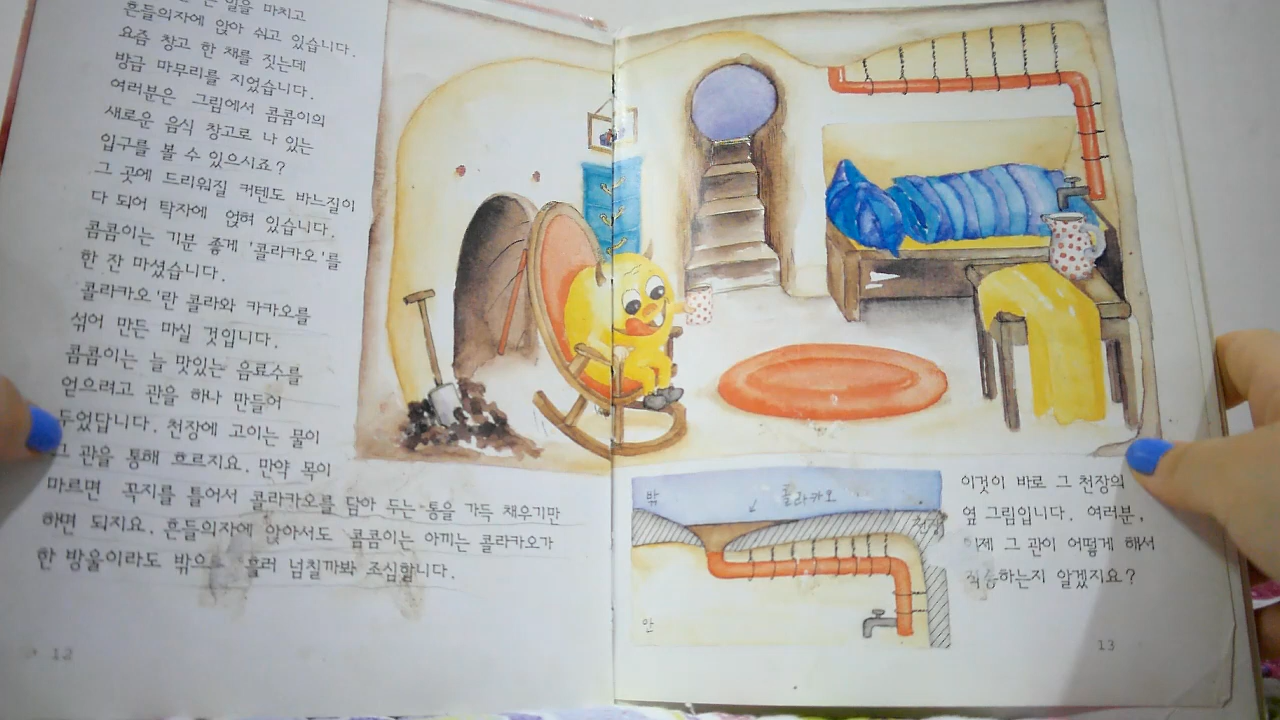 일을 마치고
흔들의자에 앉아 쉬고 있습니다.
요즘 창고 한 채를 짓는데
방금 마무리를 지었습니다.
여러분은 그림에서 콤콤이의
새로운 음식 창고로 나 있는
입구를 볼 수 있으시죠?
그 곳에 드리워질 커텐도 바느질이
다 되어 탁자에 얹혀 있습니다.
콤콤이는 기분 좋게 '콜라카오'를
한 잔 마셨습니다.
'콜라카오'란 콜라와 카카오를
섞어 만든 마실 것입니다.
콤콤이는 늘 맛있는 음료수를
얻으려고 관을 하나 만들어
두었답니다. 천장에 고이는 물이
그 관을 통해 흐르지요. 만약 목이
마르면 꼭지를 틀어서 콜라카오를 담아 두는 통을 가득 채우기만
하면 되지요. 흔들의자에 앉아서도 콤콤이는 아끼는 콜라카오가
한 방울이라도 밖으로 흘러 넘칠까봐 조심합니다.
12
밖
콜라카오
안
이것이 바로 그 천장의
옆 그림입니다. 여러분,
이제 그 관이 어떻게 해서
작동하는지 알겠지요?
13